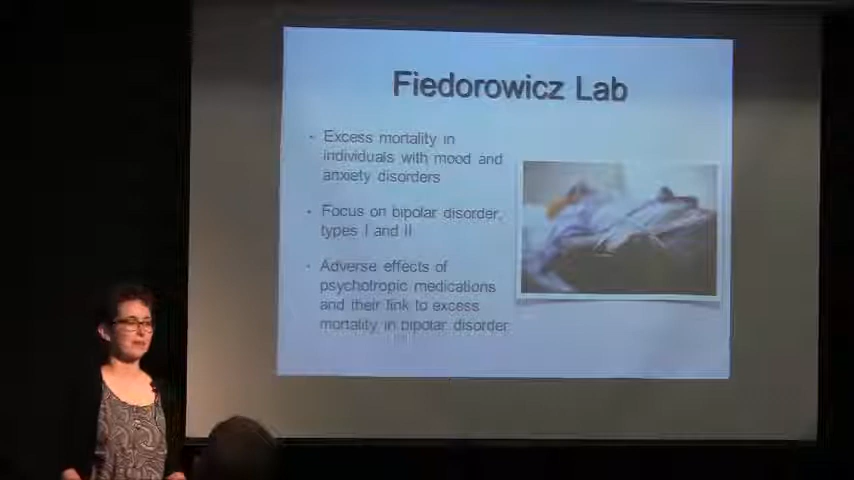 Fiedorowicz Lab
• Excess mortality in
individuals with mood and
anxiety disorders
• Focus on bipolar disorder,
types I and II
• Adverse effects of
psychotropic medications
and their link to excess
mortality in bipolar disorder